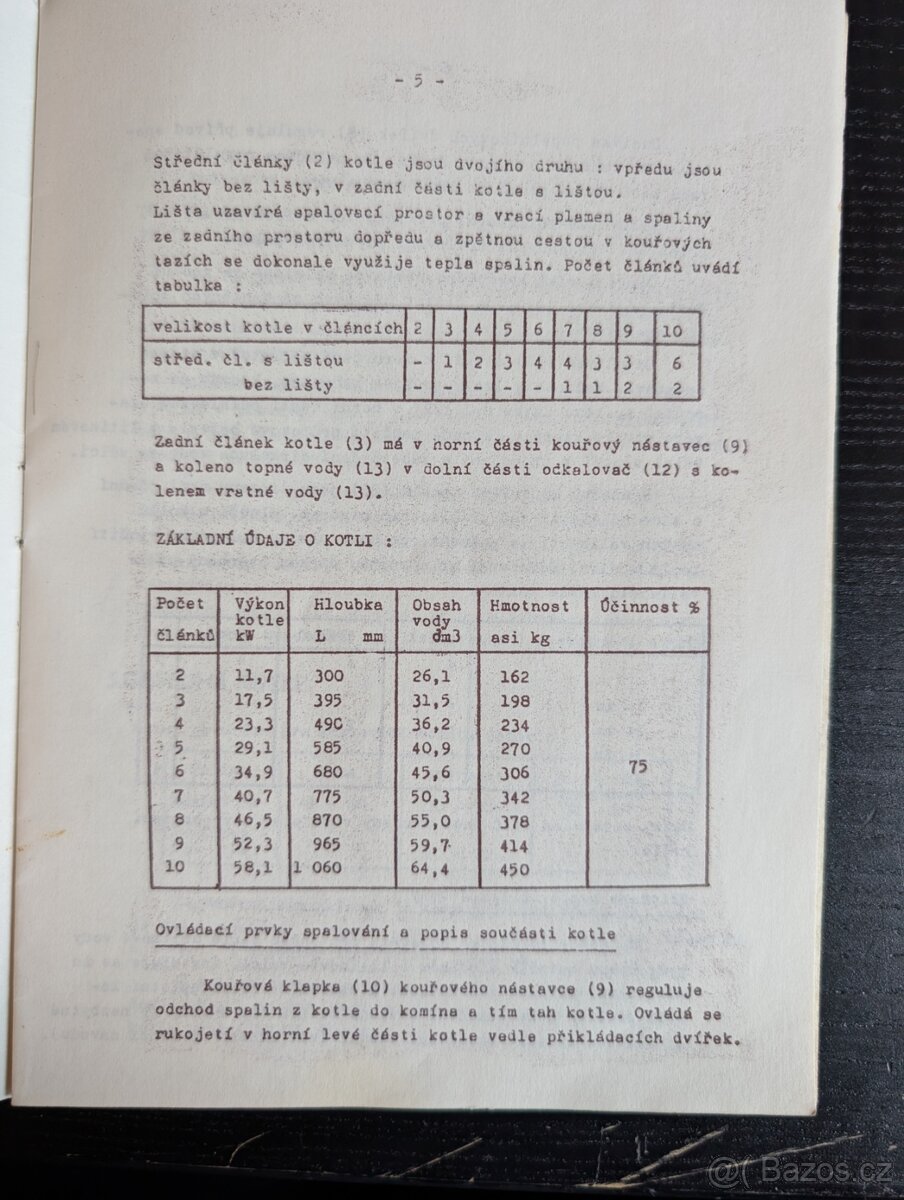 - 5 -
Střední články (2) kotle jsou dvojího druhu : vpředu jsou
články bez lišty, v zadní části kotle s lištou.
Lišta uzavírá spalovací prostor a vrací plamen a spaliny
ze zadního prostoru dopředu a zpětnou cestou v kouřových
tazích se dokonale využije tepla spalin. Počet článků uvádí
tabulka :
velikost kotle v článcích 2 3 4 5 6 7 8 9 10
střed. čl. s lištou - 1 2 3 4 4 3 3 6
bez lišty - - - - - 1 1 2 2
Zadní článek kotle (3) má v horní části kouřový nástavec (9)
a koleno topné vody (13) v dolní části odkalovač (12) s ko-
lenem vratné vody (13).
ZÁKLADNÍ ÚDAJE O KOTLI :
Počet Výkon Hloubka Obsah Hmotnost Účinnost %
kotle vody
článků kW L mm dm3 asi kg
2 11,7 300 26,1 162
3 17,5 395 31,5 198
4 23,3 490 36,2 234
5 29,1 585 40,9 270
6 34,9 680 45,6 306 75
7 40,7 775 50,3 342
8 46,5 870 55,0 378
9 52,3 965 59,7 414
10 58,1 1 060 64,4 450
Ovládací prvky spalování a popis součásti kotle
Kouřová klapka (10) kouřového nástavce (9) reguluje
odchod spalin z kotle do komína a tím tah kotle. Ovládá se
rukojetí v horní levé části kotle vedle přikládacích dvířek.
Bazos.cz